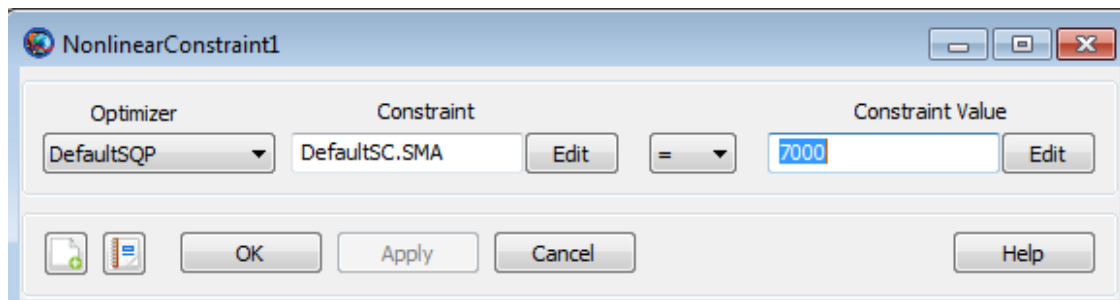 NonlinearConstraint1
Optimizer Constraint Constraint Value
DefaultSQP DefaultSC.SMA Edit = 7000 Edit
OK Apply Cancel Help